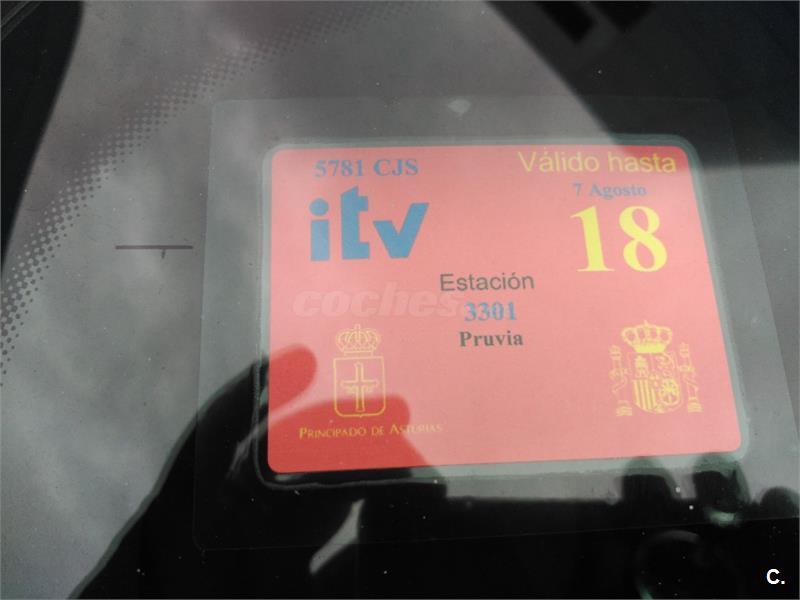 5781 CJS
Válido hasta
7 Agosto
itv
18
Estación
coches
3301
Pruvia
PRINCIPADO DE ASTURIAS
C.